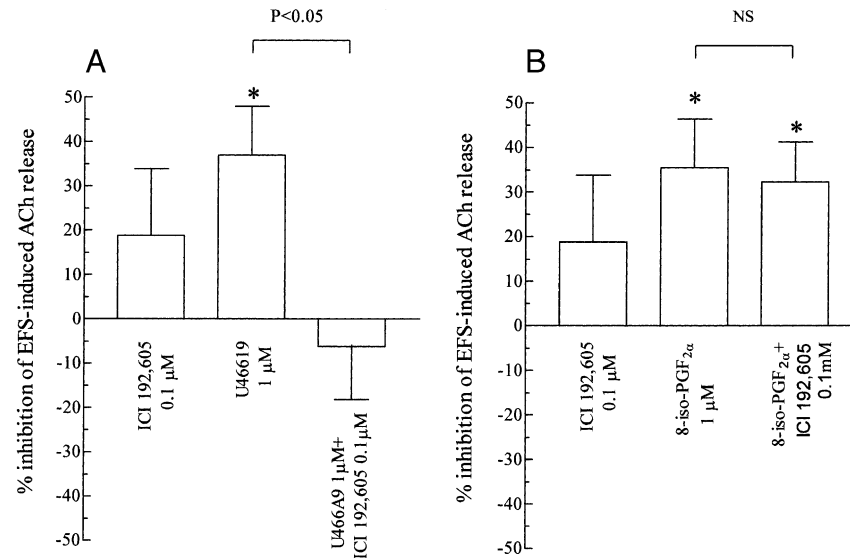 P<0.05
A
% inhibition of EFS-induced ACh release
50
40
30
20
10
0
-10
-20
-30
-40
-50
ICI 192,605
0.1 µM
U46619
1 µM
U466A9 1µM+
ICI 192,605 0.1µM
*
NS
B
% inhibition of EFS-induced ACh release
50
40
30
20
10
0
-10
-20
-30
-40
-50
ICI 192,605
0.1 µM
8-iso-PGF2α
1 µM
8-iso-PGF2α+
ICI 192,605
0.1mM
*
*